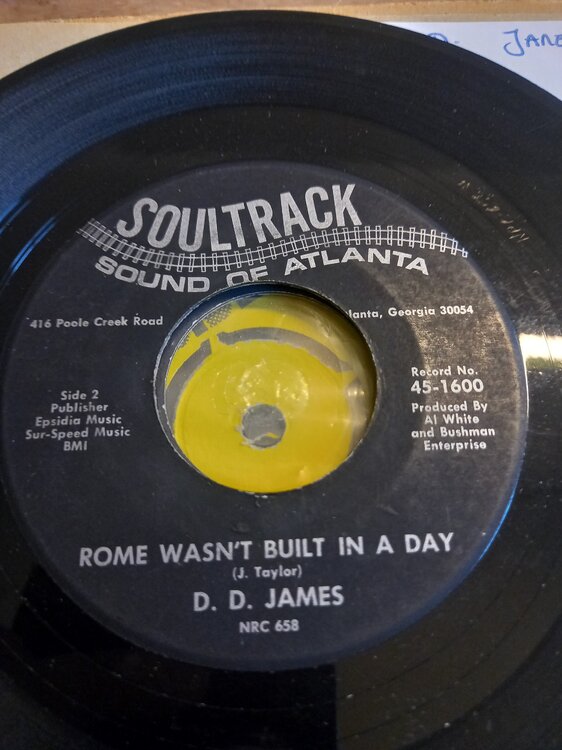 JAME
SOULTRACK
SOUND OF ATLANTA
416 Poole Creek Road
lanta, Georgia 30054
Side 2
Publisher
Epsidia Music
Sur-Speed Music
BMI
Record No.
45-1600
Produced By
Al White
and Bushman
Enterprise
ROME WASN'T BUILT IN A DAY
(J. Taylor)
D. D. JAMES
NRC 658